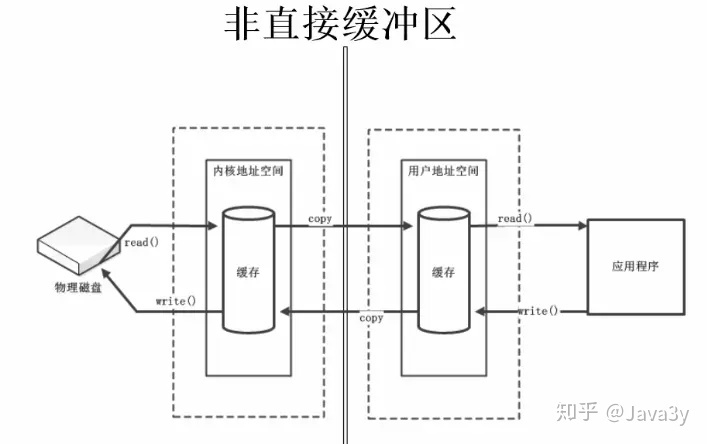 非直接缓冲区
内核地址空间
用户地址空间
read()
copy
read()
缓存
缓存
应用程序
物理磁盘
write()
copy
write()
知乎 @Java3y